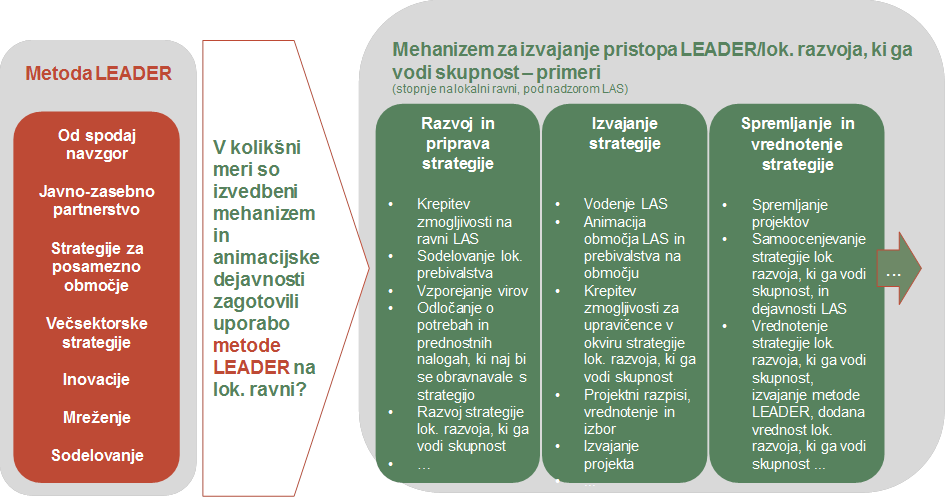 Metoda LEADER
Od spodaj
navzgor
Javno-zasebno
partnerstvo
Strategije za
posamezno
območje
Večsektorske
strategije
Inovacije
Mreženje
Sodelovanje
V kolikšni
meri so
izvedbeni
mehanizem
in
animacijske
dejavnosti
zagotovili
uporabo
metode
LEADER na
lok. ravni?
Mehanizem za izvajanje pristopa LEADER/lok. razvoja, ki ga
vodi skupnost – primeri
(stopnje na lokalni ravni, pod nadzorom LAS)
Razvoj in
priprava
strategije
• Krepitev
zmogljivosti na
ravni LAS
• Sodelovanje lok.
prebivalstva
• Vzporejanje virov
• Odločanje o
potrebah in
prednostnih
nalogah, ki naj bi
se obravnavale s
strategijo
• Razvoj strategije
lok. razvoja, ki ga
vodi skupnost
• …
Izvajanje
strategije
• Vodenje LAS
• Animacija
območja LAS in
prebivalstva na
območju
• Krepitev
zmogljivosti za
upravičence v
okviru strategije
lok. razvoja, ki ga
vodi skupnost
• Projektni razpisi,
vrednotenje in
izbor
• Izvajanje
projekta
• ...
Spremljanje in
vrednotenje
strategije
• Spremljanje
projektov
• Samoocenjevanje
strategije lok.
razvoja, ki ga vodi
skupnost, in
dejavnosti LAS
• Vrednotenje
strategije lok.
razvoja, ki ga vodi
skupnost,
izvajanje metode
LEADER, dodana
vrednost lok.
razvoja, ki ga vodi
skupnost ...
...